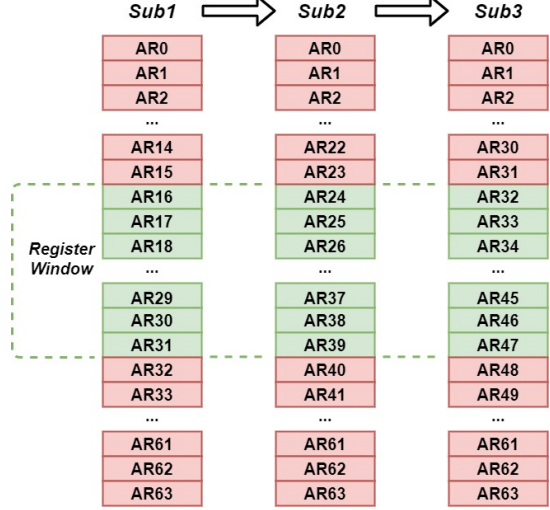 Sub1 Sub2 Sub3
AR0 AR0 AR0
AR1 AR1 AR1
AR2 AR2 AR2
... ... ...
AR14 AR22 AR30
AR15 AR23 AR31
AR16 AR24 AR32
AR17 AR25 AR33
Register Window
AR18 AR26 AR34
... ... ...
AR29 AR37 AR45
AR30 AR38 AR46
AR31 AR39 AR47
AR32 AR40 AR48
AR33 AR41 AR49
... ... ...
AR61 AR61 AR61
AR62 AR62 AR62
AR63 AR63 AR63